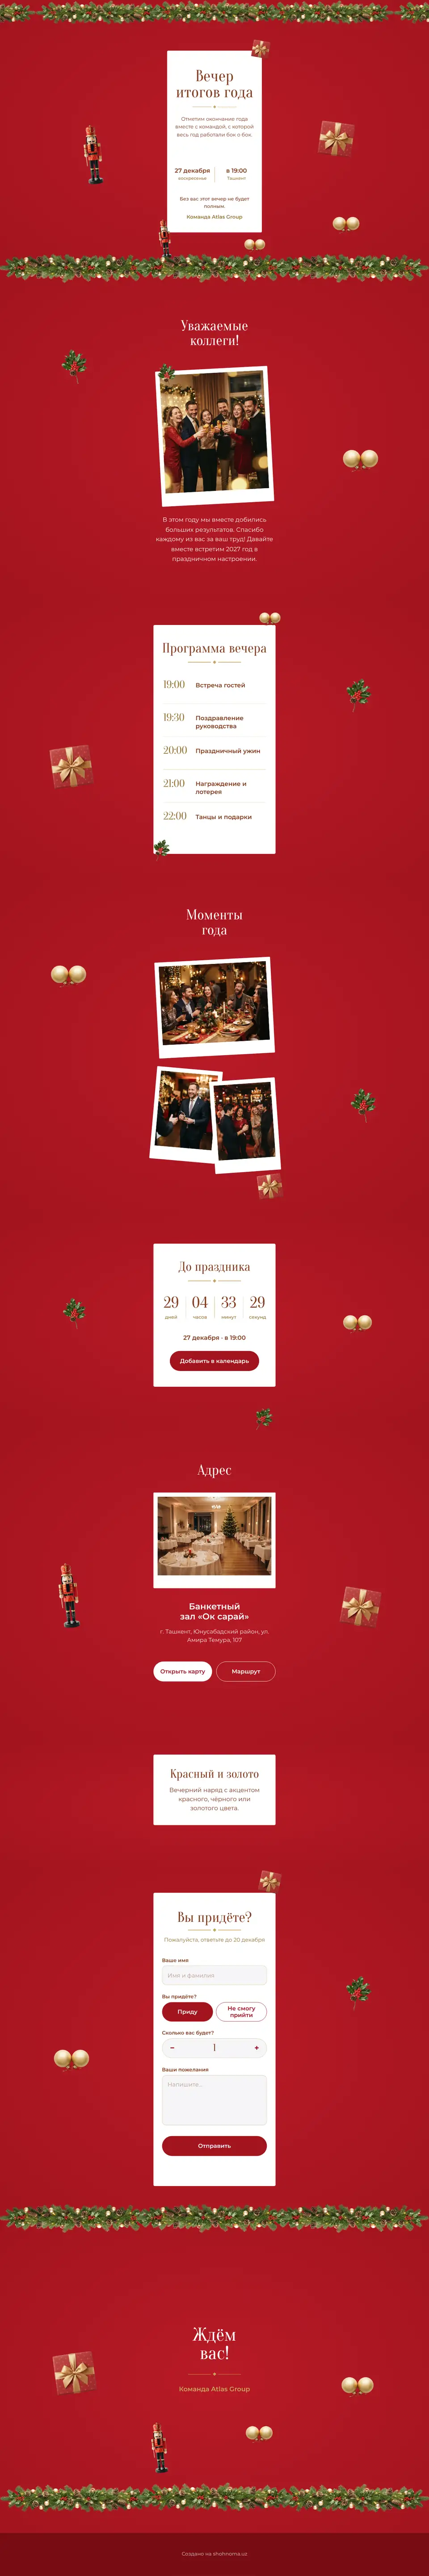 Вечер
итогов года
Отметим окончание года
вместе с командой, с которой
весь год работали бок о бок.
27 декабря
воскресенье
в 19:00
Ташкент
Без вас этот вечер не будет
полным.
Команда Atlas Group
Уважаемые
коллеги!
В этом году мы вместе добились
больших результатов. Спасибо
каждому из вас за ваш труд! Давайте
вместе встретим 2027 год в
праздничном настроении.
Программа вечера
19:00 Встреча гостей
19:30 Поздравление
руководства
20:00 Праздничный ужин
21:00 Награждение и
лотерея
22:00 Танцы и подарки
Моменты
года
До праздника
29 04 33 29
дней часов минут секунд
27 декабря · в 19:00
Добавить в календарь
Адрес
Банкетный
зал «Ок сарай»
г. Ташкент, Юнусабадский район, ул.
Амира Темура, 107
Открыть карту
Маршрут
Красный и золото
Вечерний наряд с акцентом
красного, чёрного или
золотого цвета.
Вы придёте?
Пожалуйста, ответьте до 20 декабря
Ваше имя
Имя и фамилия
Вы придёте?
Приду
Не смогу
прийти
Сколько вас будет?
− 1 +
Ваши пожелания
Напишите...
Отправить
Ждём
вас!
Команда Atlas Group
Создано на shohnoma.uz